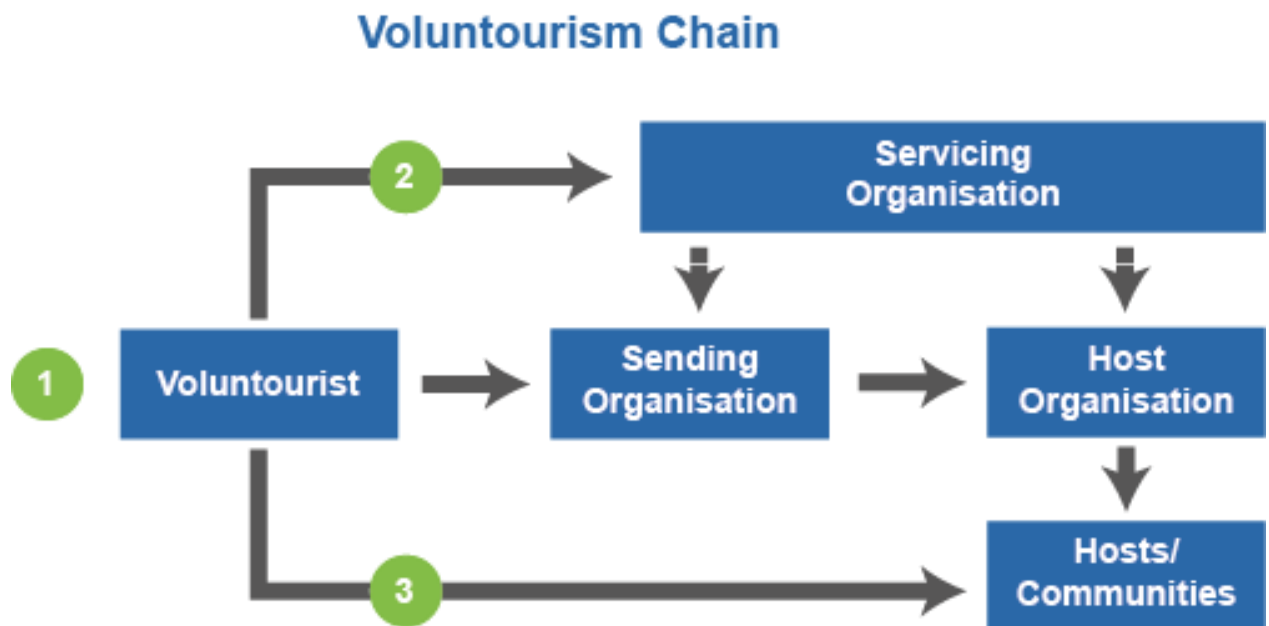 Voluntourism Chain
2
Servicing
Organisation
1
Voluntourist
Sending
Organisation
Host
Organisation
3
Hosts/
Communities